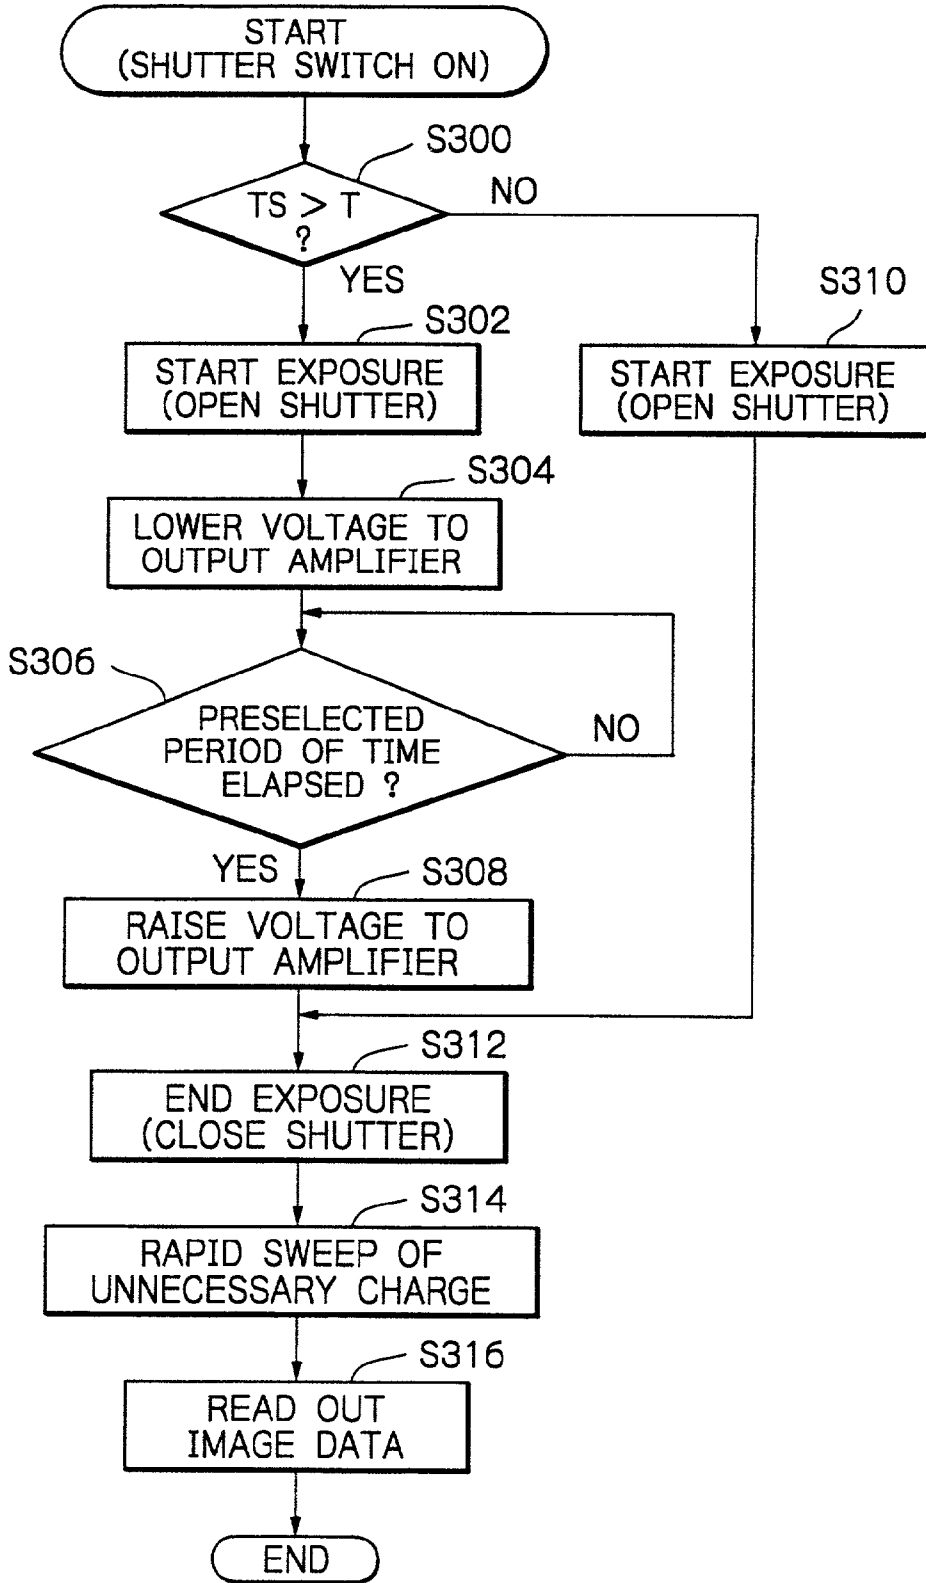 START
(SHUTTER SWITCH ON)
S300
TS > T
?
NO
YES
S310
S302
START EXPOSURE
(OPEN SHUTTER)
START EXPOSURE
(OPEN SHUTTER)
S304
LOWER VOLTAGE TO
OUTPUT AMPLIFIER
S306
PRESELECTED
PERIOD OF TIME
ELAPSED ?
NO
YES
S308
RAISE VOLTAGE TO
OUTPUT AMPLIFIER
S312
END EXPOSURE
(CLOSE SHUTTER)
S314
RAPID SWEEP OF
UNNECESSARY CHARGE
S316
READ OUT
IMAGE DATA
END